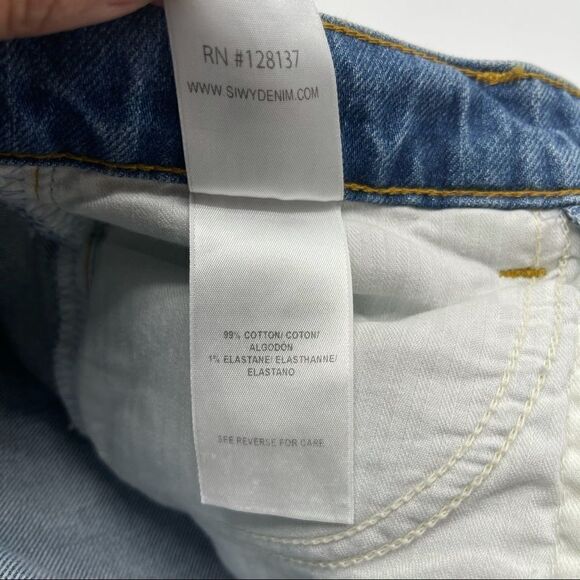 RN #128137
WWW.SIWYDENIM.COM
99% COTTON/ COTON/
ALGODÓN
1% ELASTANE/ ELASTHANNE/
ELASTANO
SEE REVERSE FOR CARE